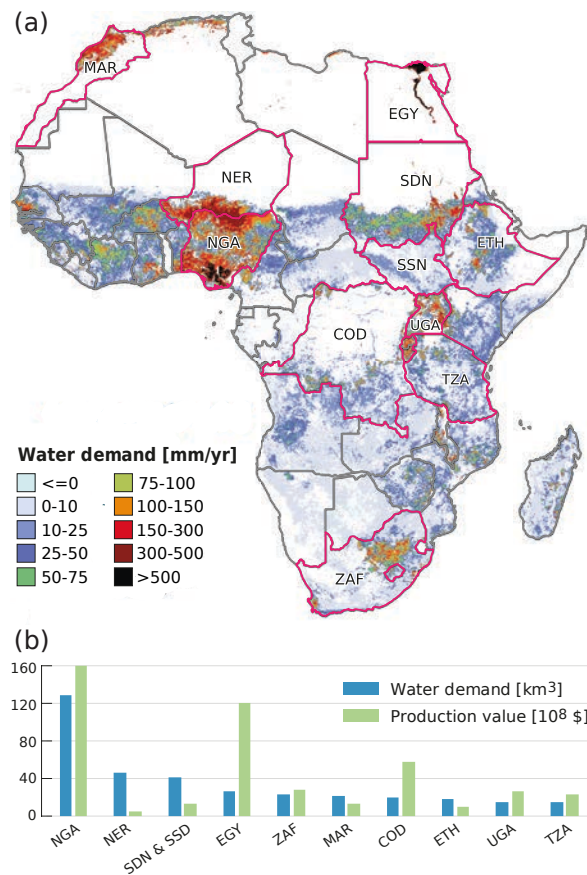 (a)
MAR
EGY
NER
SDN
NGA
ETH
SSN
UGA
COD
TZA
ZAF
Water demand [mm/yr]
<=0 75-100
0-10 100-150
10-25 150-300
25-50 300-500
50-75 >500
(b)
160
120
80
40
0
Water demand [km³]
Production value [10⁸ $]
NGA NER SDN & SSD EGY ZAF MAR COD ETH UGA TZA